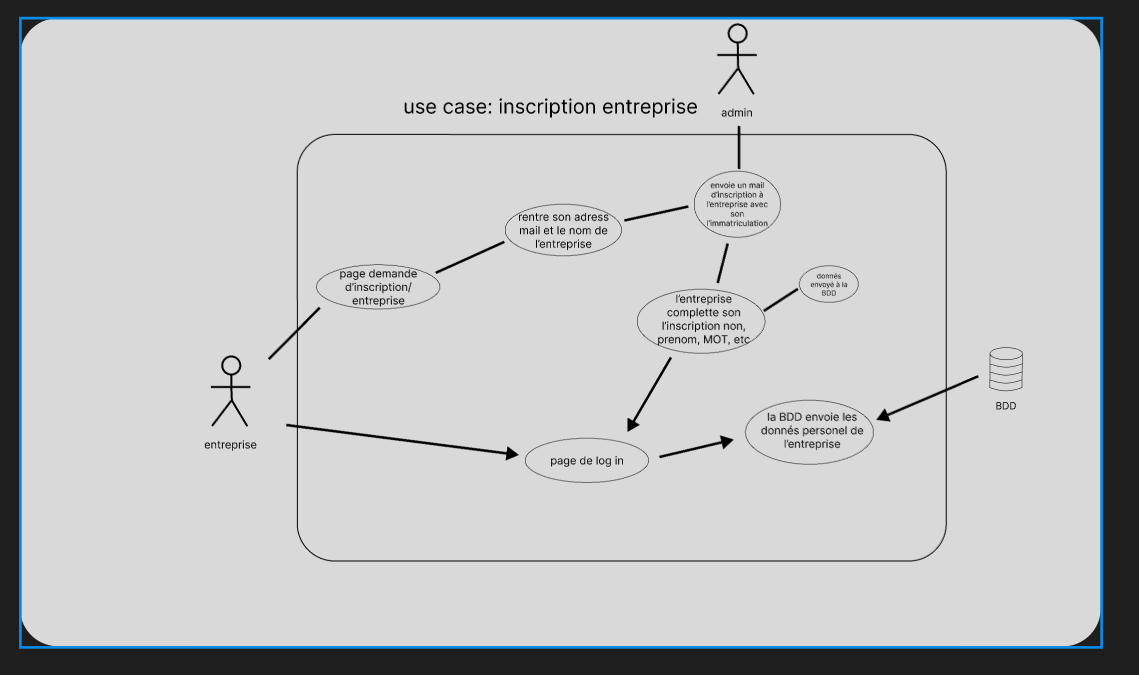 admin
use case: inscription entreprise
envoie un mail
d'inscription à
l'entreprise avec
son
l'immatriculation
rentre son adress
mail et le nom de
l'entreprise
page demande
d'inscription/
entreprise
donnés
envoyé à la
BDD
l'entreprise
complette son
l'inscription non,
prenom, MOT, etc
entreprise
BDD
la BDD envoie les
donnés personel de
l'entreprise
page de log in